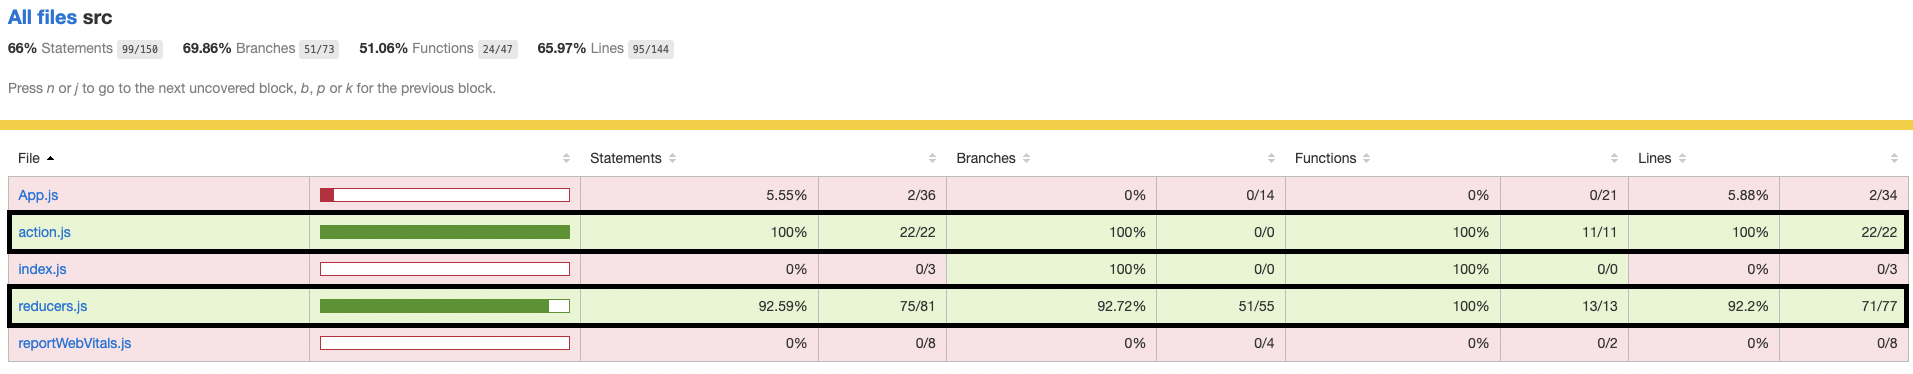 All files src
66% Statements 99/150 69.86% Branches 51/73 51.06% Functions 24/47 65.97% Lines 95/144
Press n or j to go to the next uncovered block, b, p or k for the previous block.
File Statements Branches Functions Lines
App.js 5.55% 2/36 0% 0/14 0% 0/21 5.88% 2/34
action.js 100% 22/22 100% 0/0 100% 11/11 100% 22/22
index.js 0% 0/3 100% 0/0 100% 0/0 0% 0/3
reducers.js 92.59% 75/81 92.72% 51/55 100% 13/13 92.2% 71/77
reportWebVitals.js 0% 0/8 0% 0/4 0% 0/2 0% 0/8